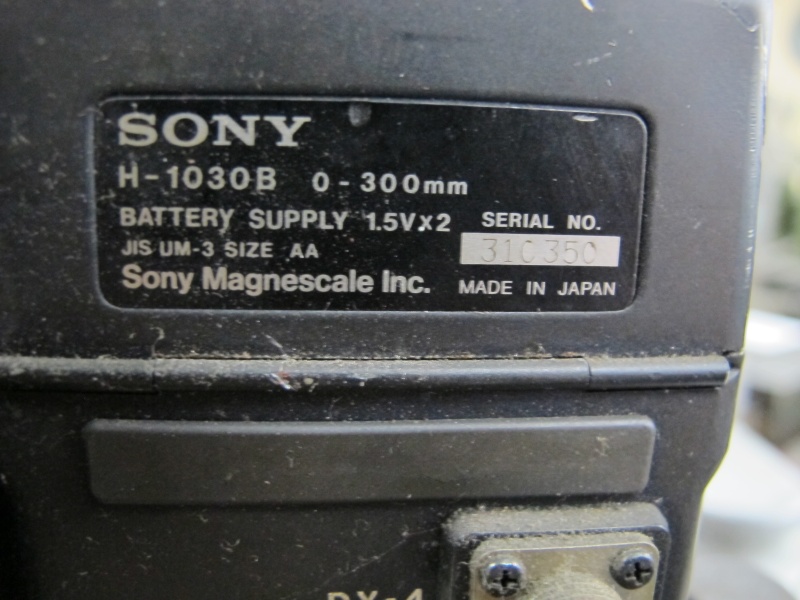 SONY
H-1030B 0-300mm
BATTERY SUPPLY 1.5V×2
JIS UM-3 SIZE AA
Sony Magnescale Inc.
SERIAL NO.
310350
MADE IN JAPAN